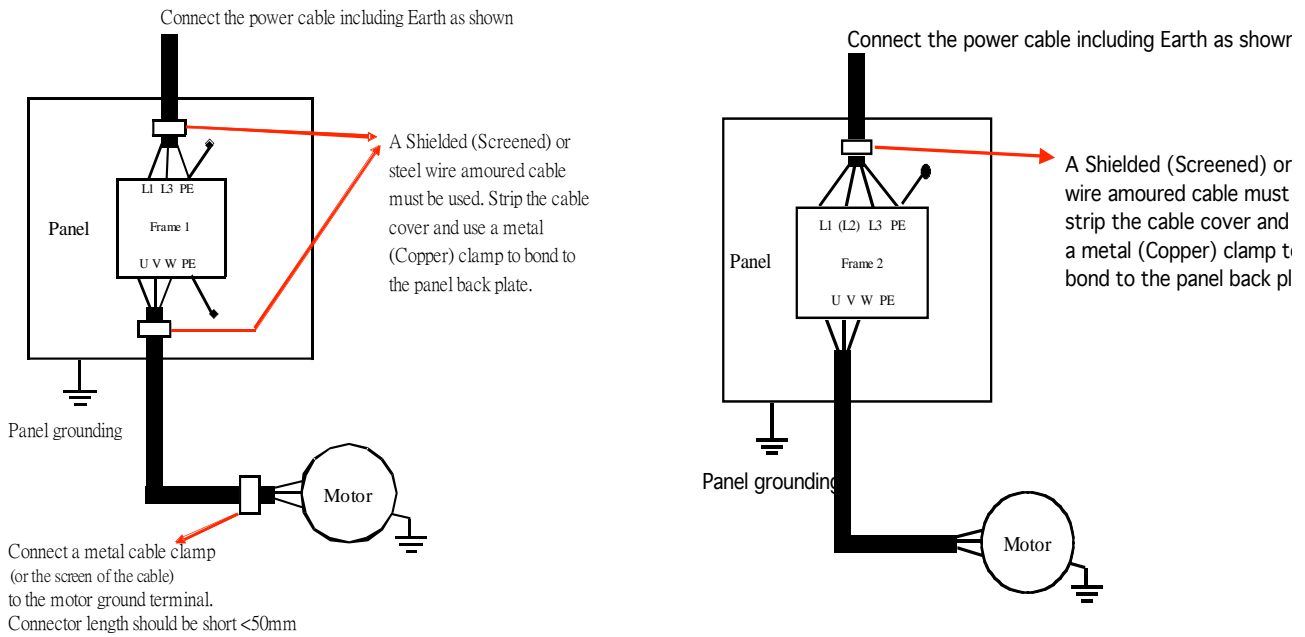 Connect the power cable including Earth as shown
A Shielded (Screened) or
steel wire amoured cable
must be used. Strip the cable
cover and use a metal
(Copper) clamp to bond to
the panel back plate.
L1 L3 PE
Panel
Frame 1
U V W PE
Panel grounding
Motor
Connect a metal cable clamp
(or the screen of the cable)
to the motor ground terminal.
Connector length should be short <50mm
Connect the power cable including Earth as shown
A Shielded (Screened) or
wire amoured cable must
strip the cable cover and
a metal (Copper) clamp to
bond to the panel back pl
L1 (L2) L3 PE
Panel
Frame 2
U V W PE
Panel grounding
Motor